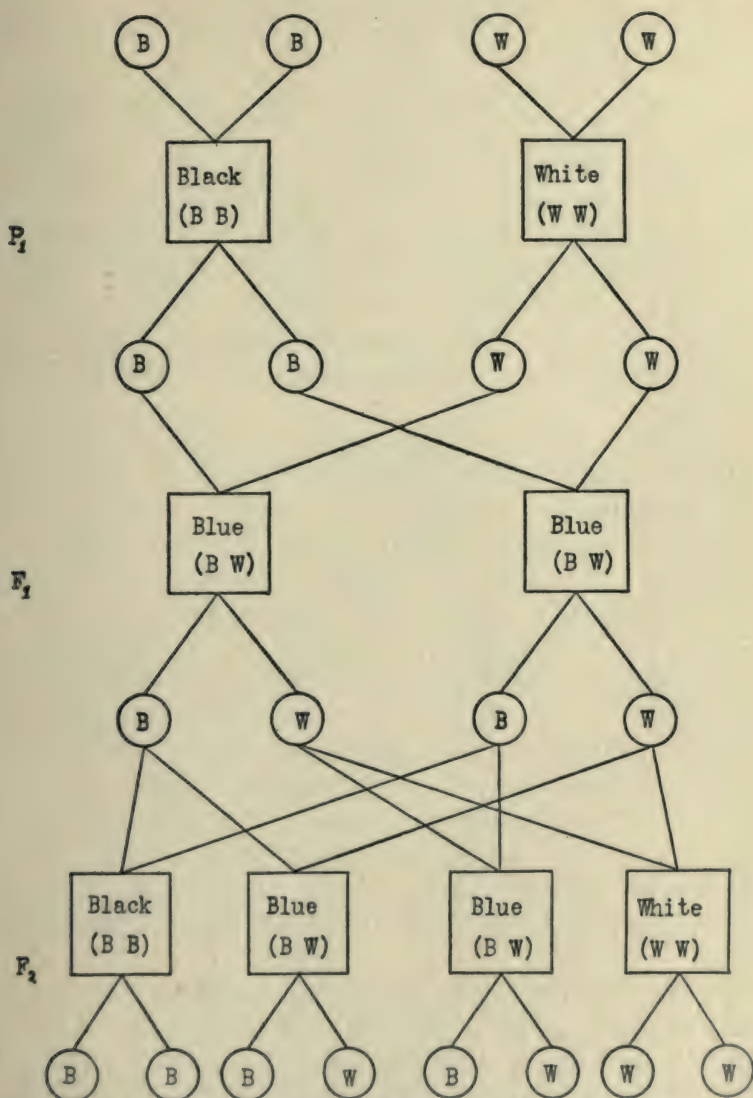 B B W W
Black White
(B B) (W W)
P₁
B B W W
Blue Blue
(B W) (B W)
F₁
B W B W
Black Blue Blue White
(B B) (B W) (B W) (W W)
F₂
B B B W B W W W